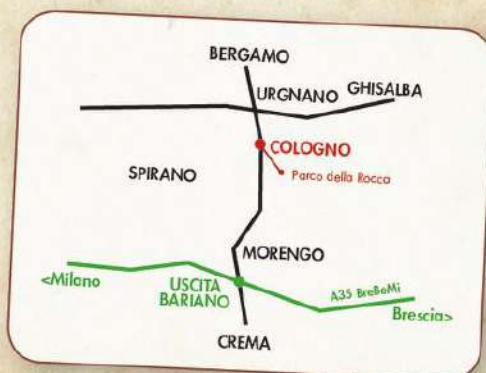 BERGAMO
URGNANO
GHISALBA
COLOGNO
Parco della Rocca
SPIRANO
MORENGO
<Milano
USCITA
BARIANO
A35 BreBeMi
Brescia>
CREMA